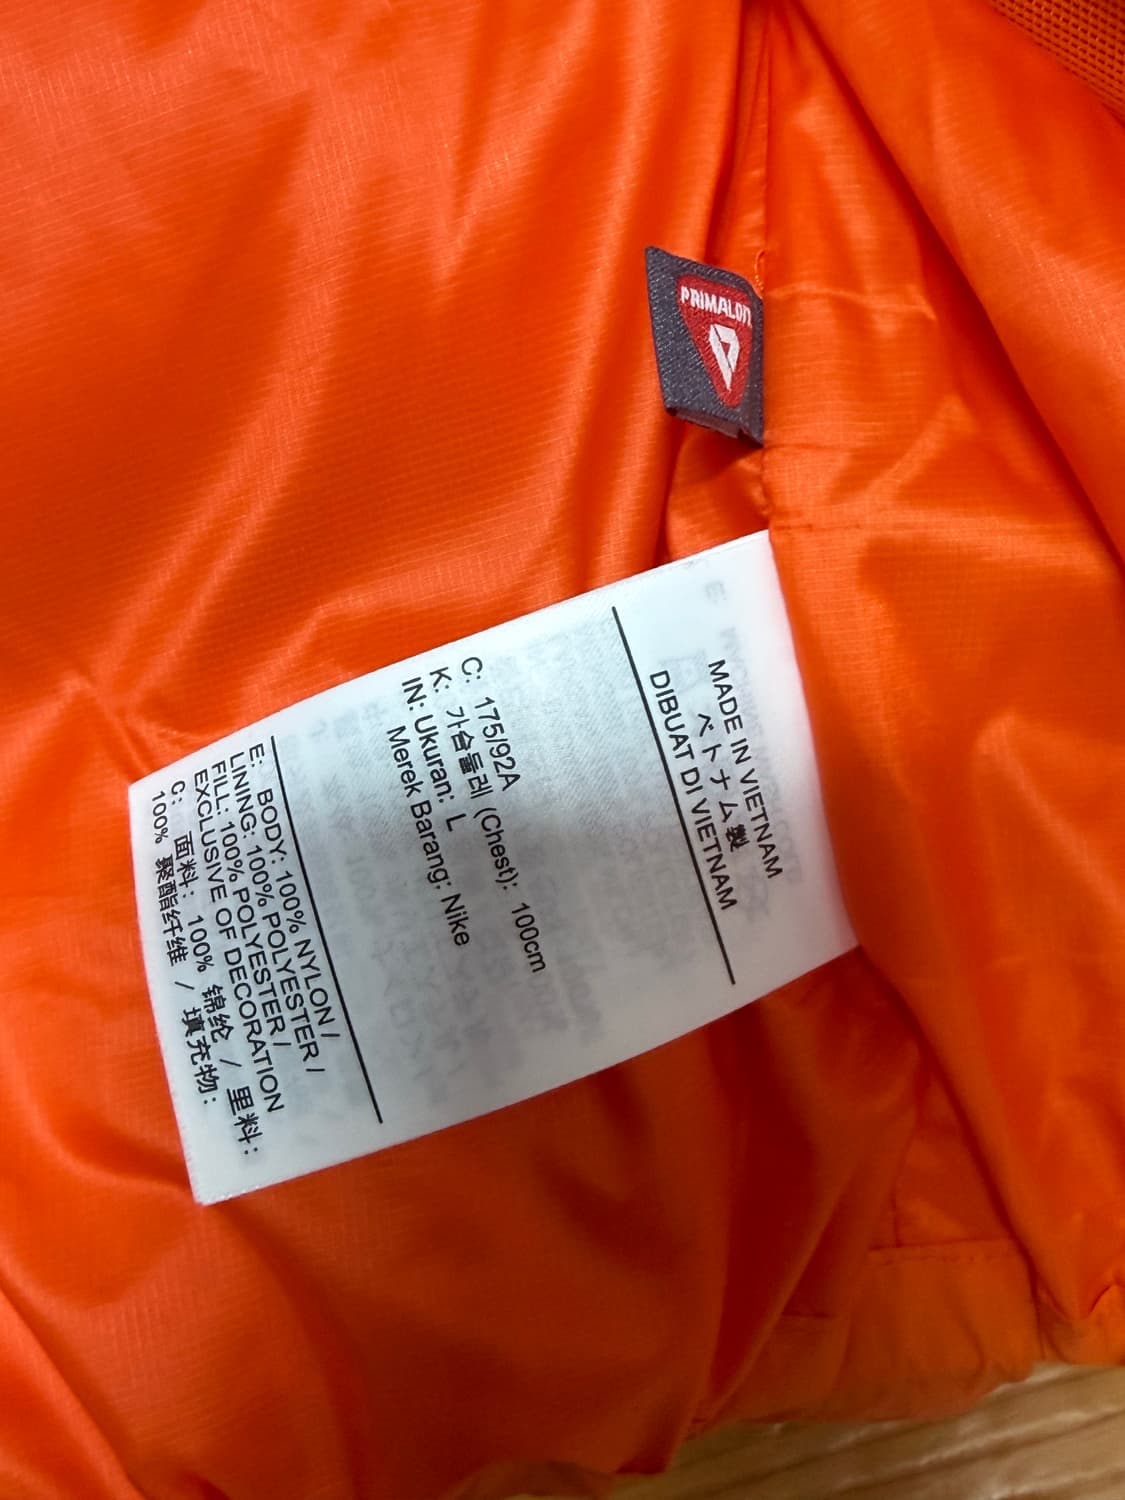 PRIMALOFT
MADE IN VIETNAM
ベトナム製
DIBUAT DI VIETNAM
C: 175/92A
K: 가슴둘레 (Chest): 100cm
IN: Ukuran: L
Merek Barang: Nike
E: BODY: 100% NYLON /
LINING: 100% POLYESTER /
FILL: 100% POLYESTER /
EXCLUSIVE OF DECORATION
C: 面料: 100% 锦纶 / 里料:
100% 聚酯纤维 / 填充物: